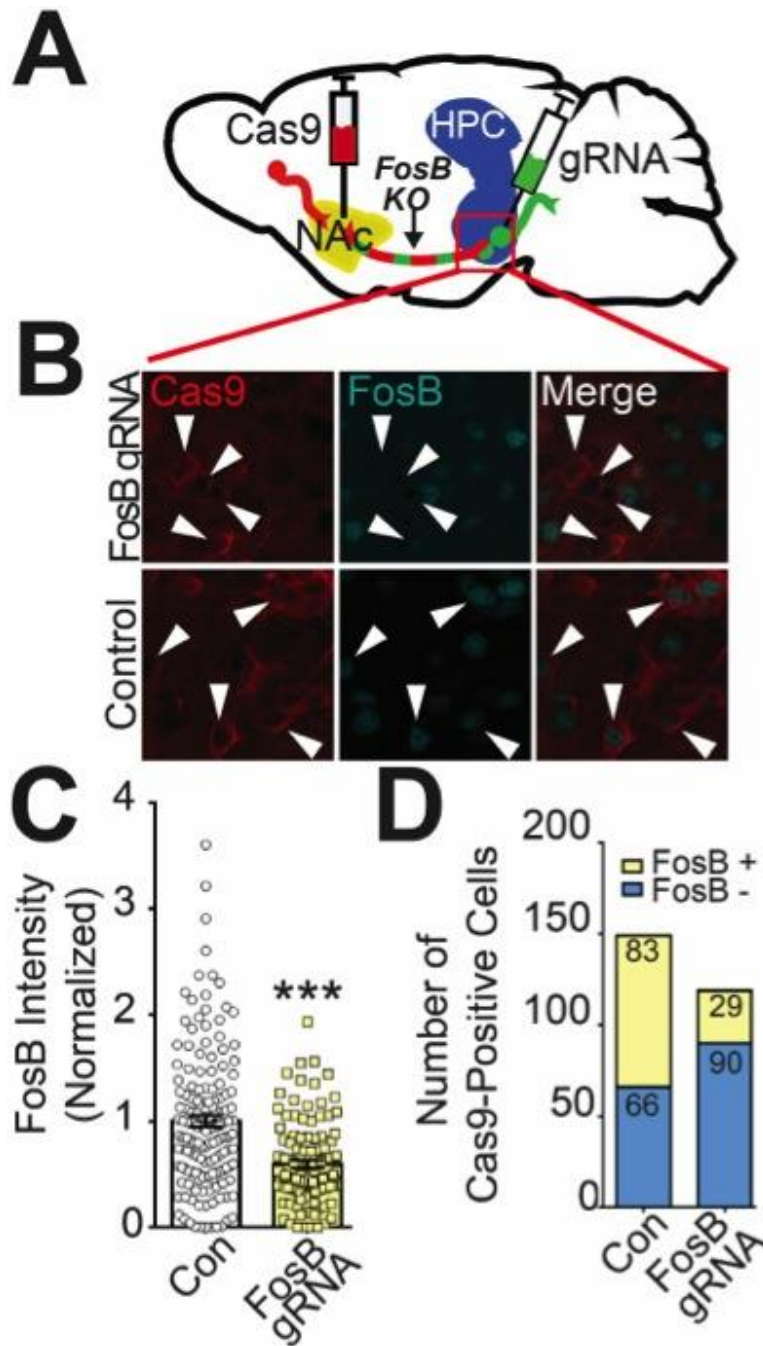 A
Cas9
HPC
gRNA
FosB
KO
NAc
B
Cas9
FosB
Merge
FosB gRNA
Control
C
FosB Intensity
(Normalized)
4
3
2
1
0
***
Con
FosB
gRNA
D
Number of
Cas9-Positive Cells
200
150
100
50
0
FosB +
FosB -
83
66
29
90
Con
FosB
gRNA